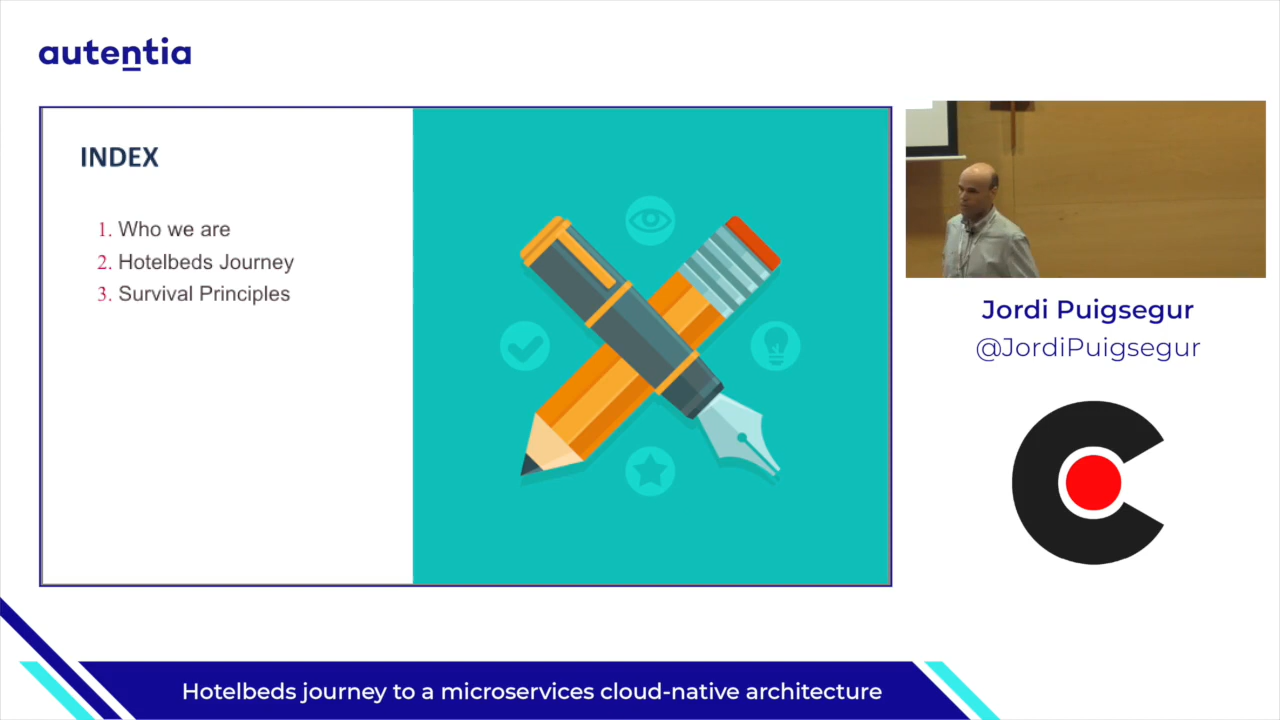 autentia
INDEX
1. Who we are
2. Hotelbeds Journey
3. Survival Principles
Jordi Puigsegur
@JordiPuigsegur
Hotelbeds journey to a microservices cloud-native architecture